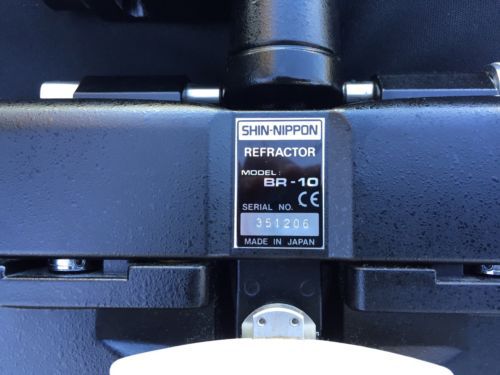 SHIN-NIPPON
REFRACTOR
MODEL: BR-10
SERIAL NO. CE
351206
MADE IN JAPAN